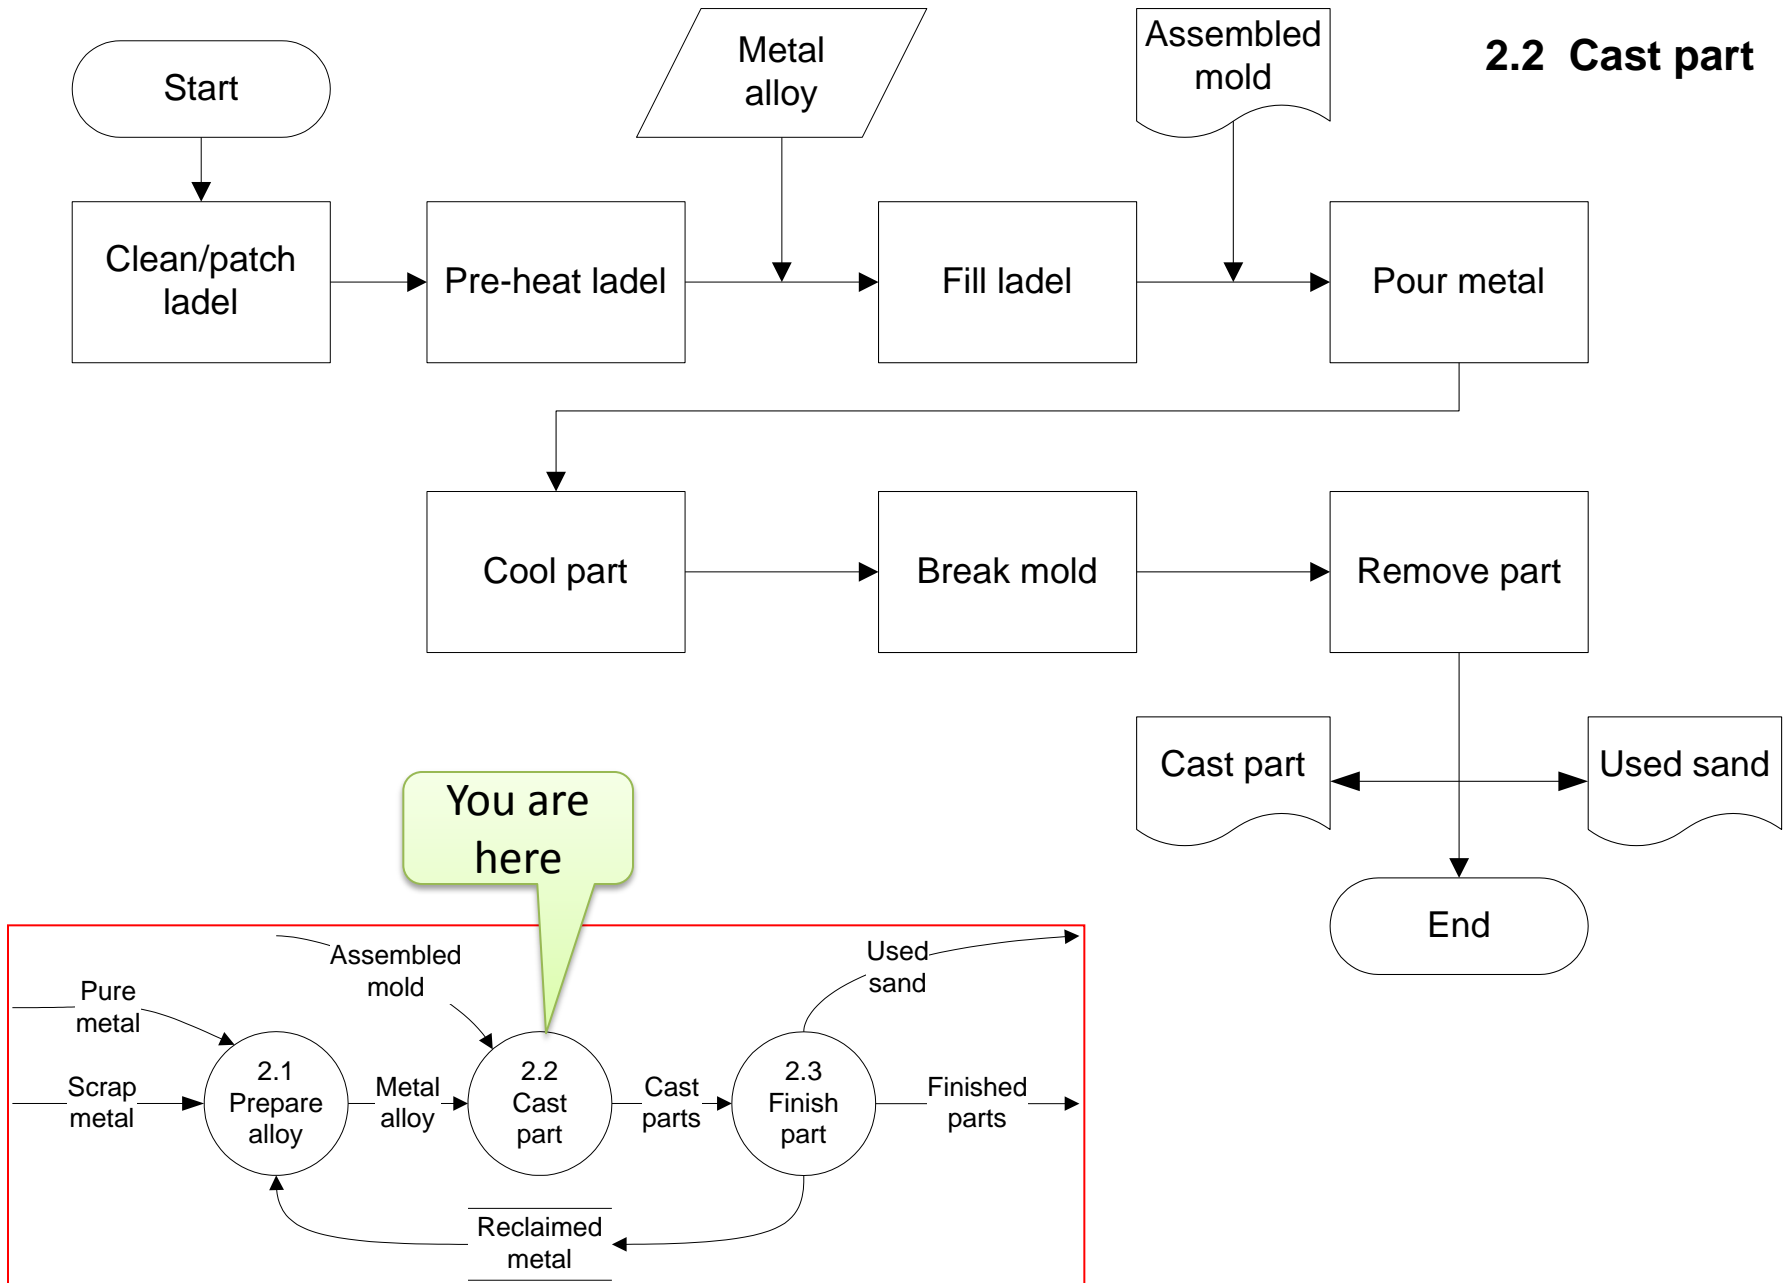 2.2 Cast part
Start
Metal
alloy
Assembled
mold
Clean/patch
ladel
Pre-heat ladel
Fill ladel
Pour metal
Cool part
Break mold
Remove part
Cast part
Used sand
End
You are
here
Assembled
mold
Used
sand
Pure
metal
Scrap
metal
2.1
Prepare
alloy
Metal
alloy
2.2
Cast
part
Cast
parts
2.3
Finish
part
Finished
parts
Reclaimed
metal